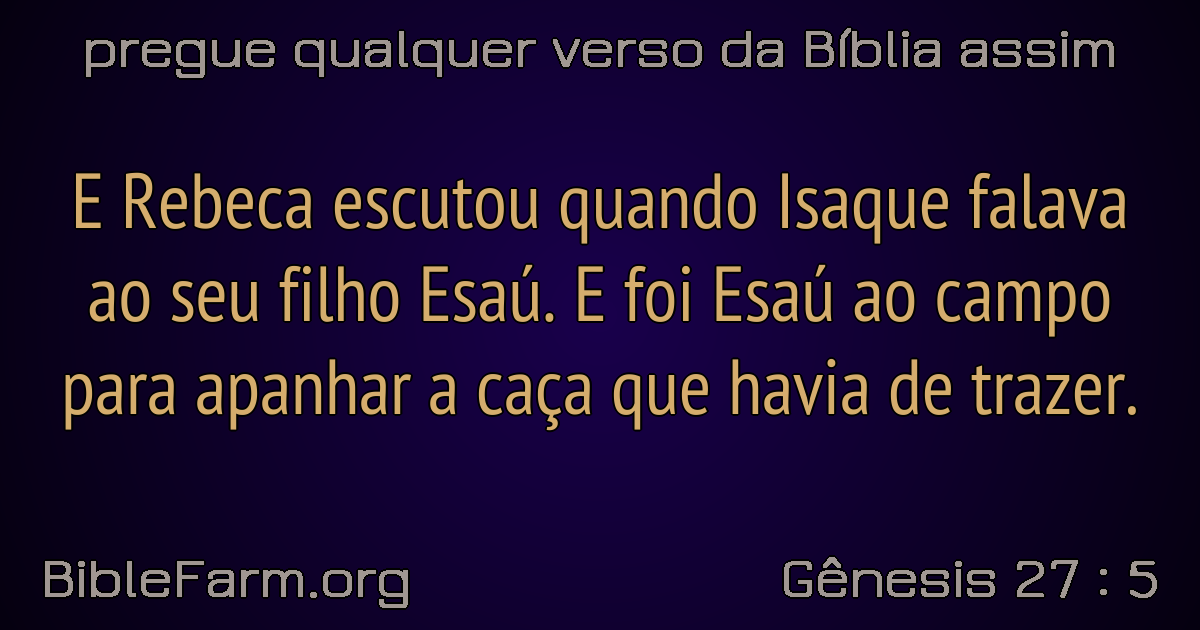 pregue qualquer verso da Bíblia assim
E Rebeca escutou quando Isaque falava
ao seu filho Esaú. E foi Esaú ao campo
para apanhar a caça que havia de trazer.
BibleFarm.org
Gênesis 27 : 5